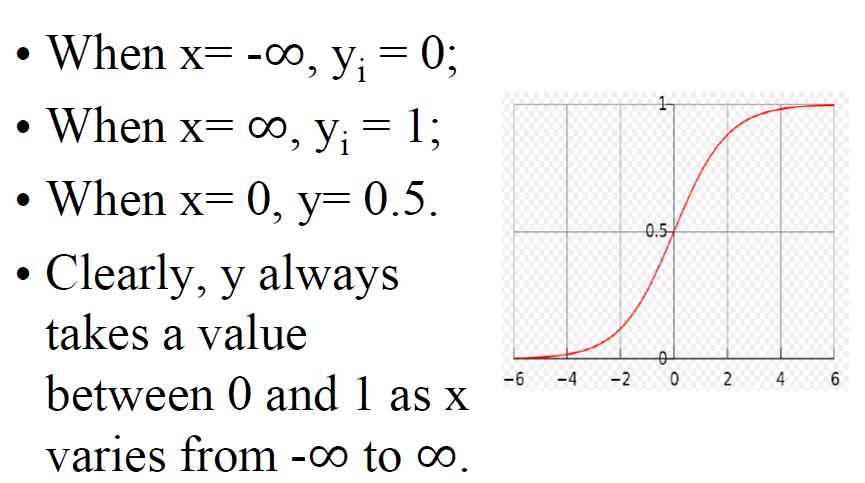 • When x= -∞, yᵢ = 0;
• When x= ∞, yᵢ = 1;
• When x= 0, y= 0.5.
• Clearly, y always
takes a value
between 0 and 1 as x
varies from -∞ to ∞.
1
0.5
0
−6 −4 −2 0 2 4 6